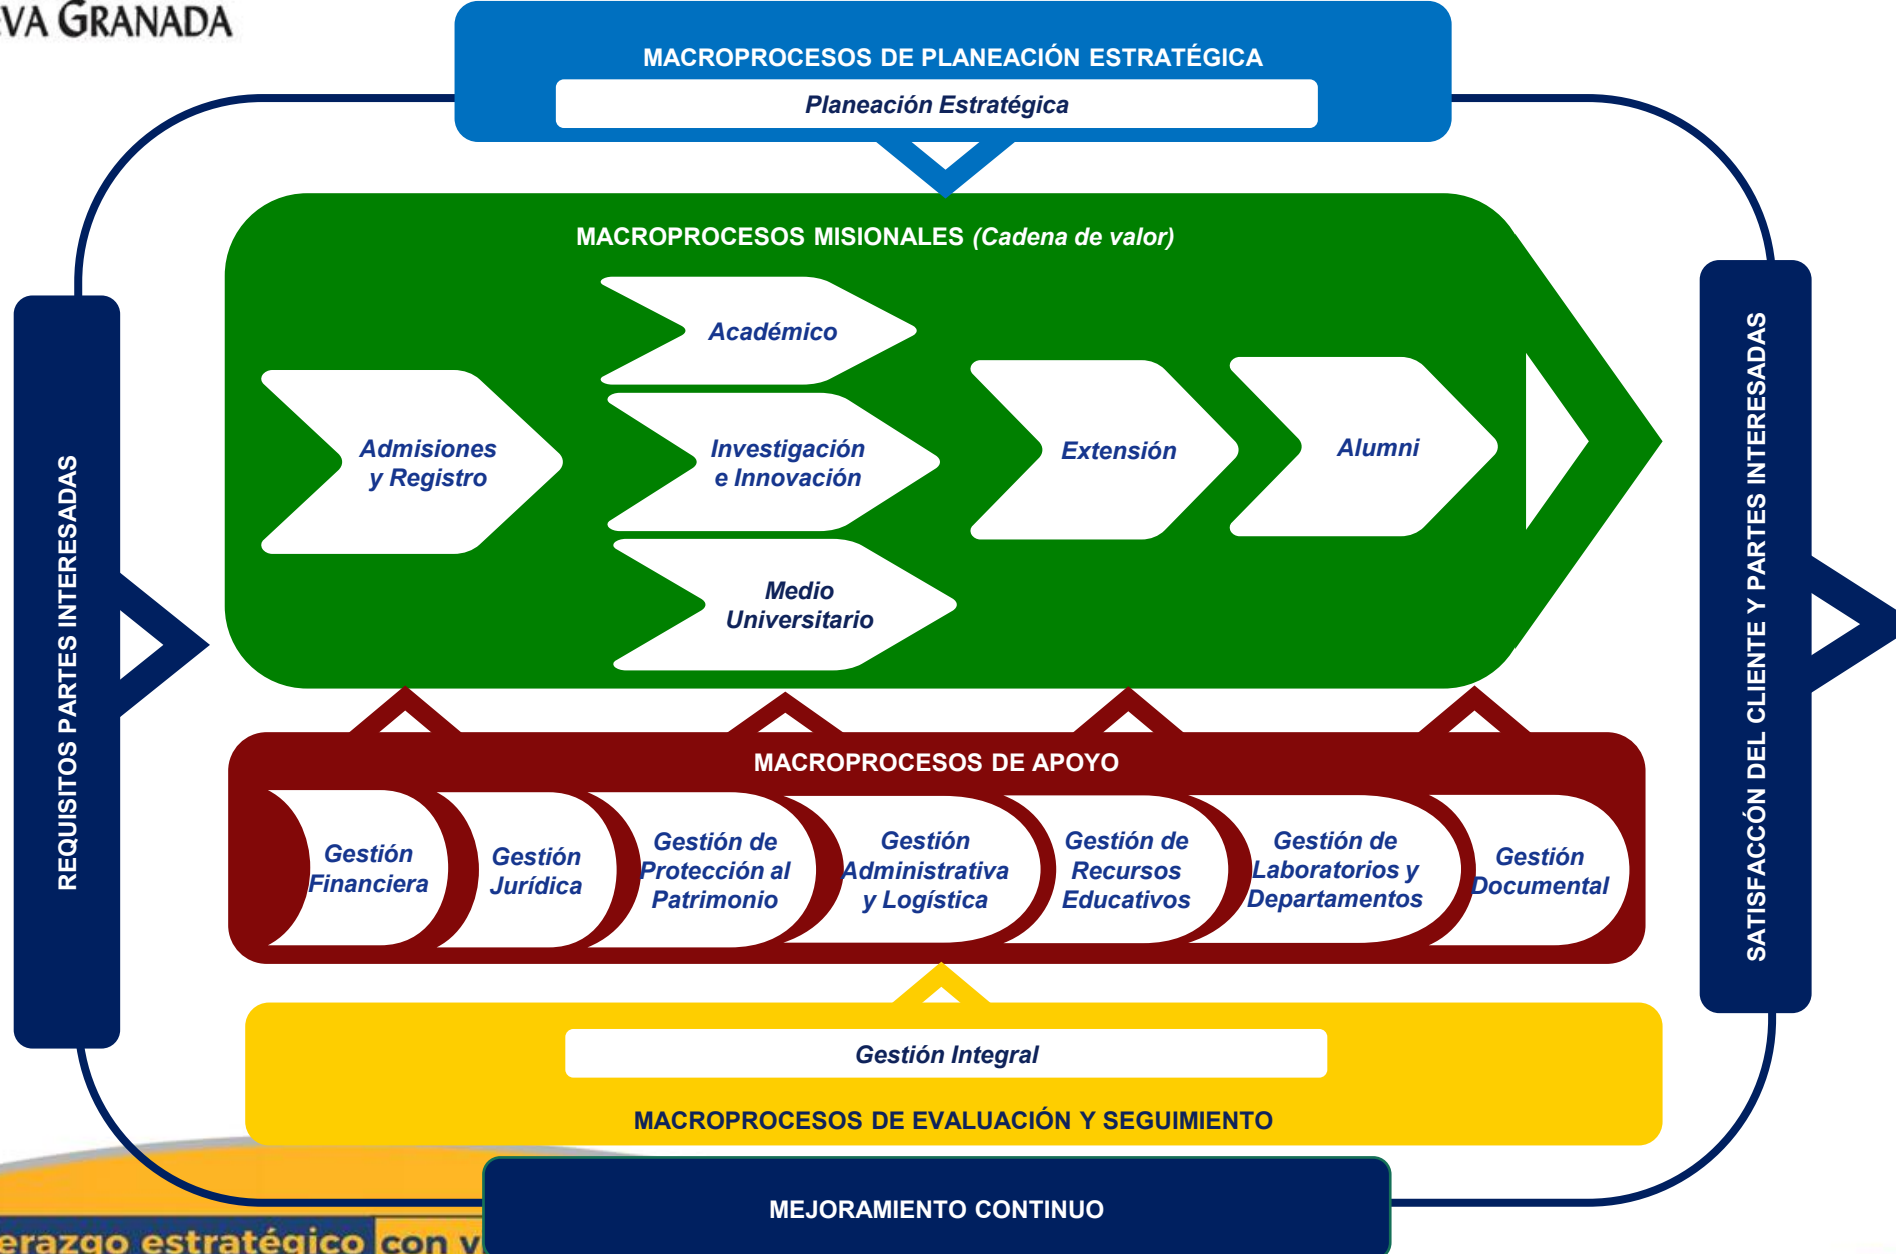 GRANADA
MACROPROCESOS DE PLANEACIÓN ESTRATÉGICA
Planeación Estratégica
MACROPROCESOS MISIONALES (Cadena de valor)
Académico
Admisiones
y Registro
Investigación
e Innovación
Extensión
Alumni
Medio
Universitario
REQUISITOS PARTES INTERESADAS
SATISFACCÓN DEL CLIENTE Y PARTES INTERESADAS
MACROPROCESOS DE APOYO
Gestión
Financiera
Gestión
Jurídica
Gestión de
Protección al
Patrimonio
Gestión
Administrativa
y Logística
Gestión de
Recursos
Educativos
Gestión de
Laboratorios y
Departamentos
Gestión
Documental
Gestión Integral
MACROPROCESOS DE EVALUACIÓN Y SEGUIMIENTO
MEJORAMIENTO CONTINUO
estratégico con